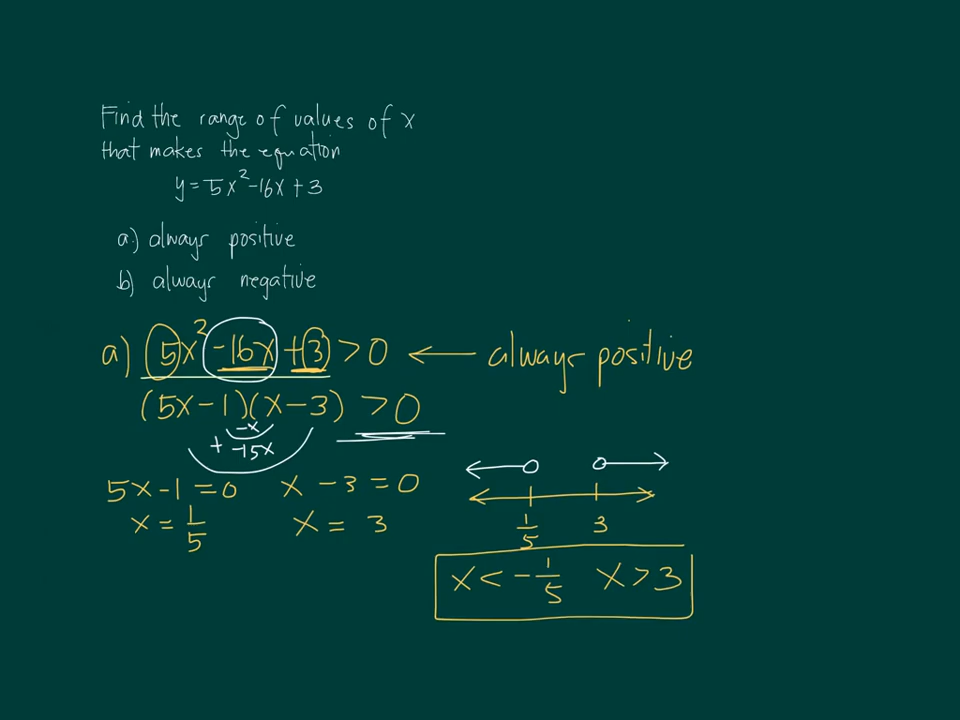 Find the range of values of x
that makes the equation
y = 5x² - 16x + 3
a.) always positive
b) always negative
a) 5x² - 16x + 3 > 0 ← always positive
(5x - 1)(x - 3) > 0
-x
+ -15x
5x - 1 = 0 x - 3 = 0
x = 1/5 x = 3
1/5 3
x < - 1/5 x > 3